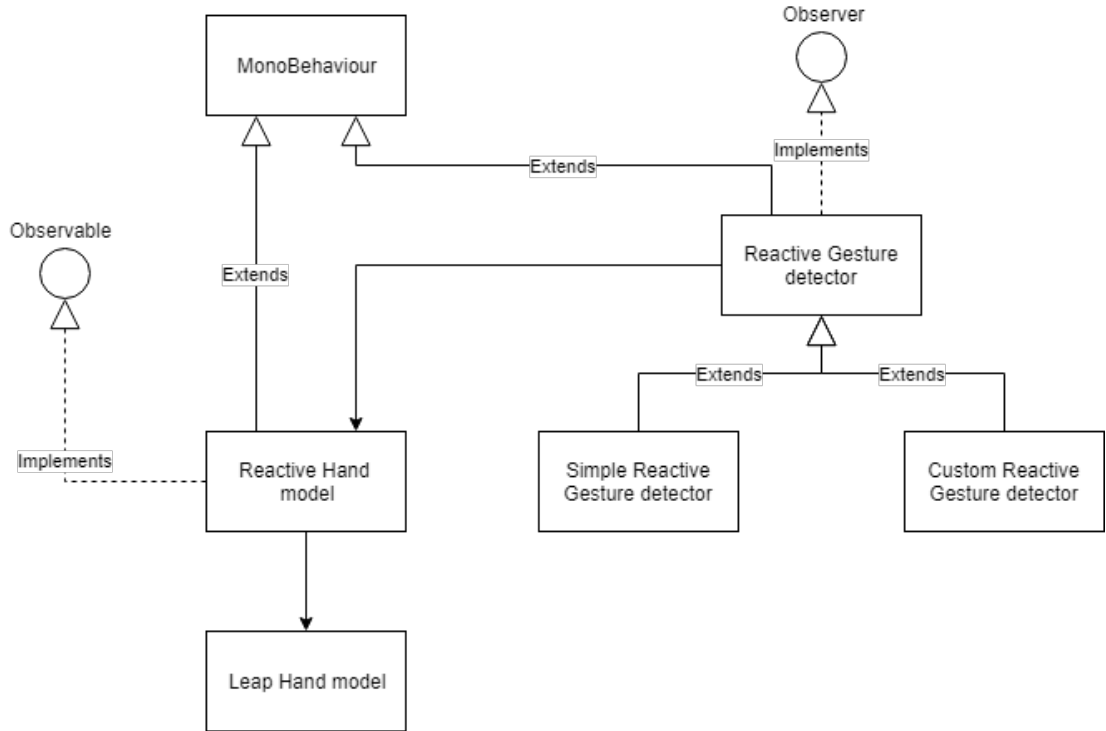 Observer
MonoBehaviour
Implements
Extends
Observable
Reactive Gesture
detector
Extends
Extends
Extends
Implements
Reactive Hand
model
Simple Reactive
Gesture detector
Custom Reactive
Gesture detector
Leap Hand model